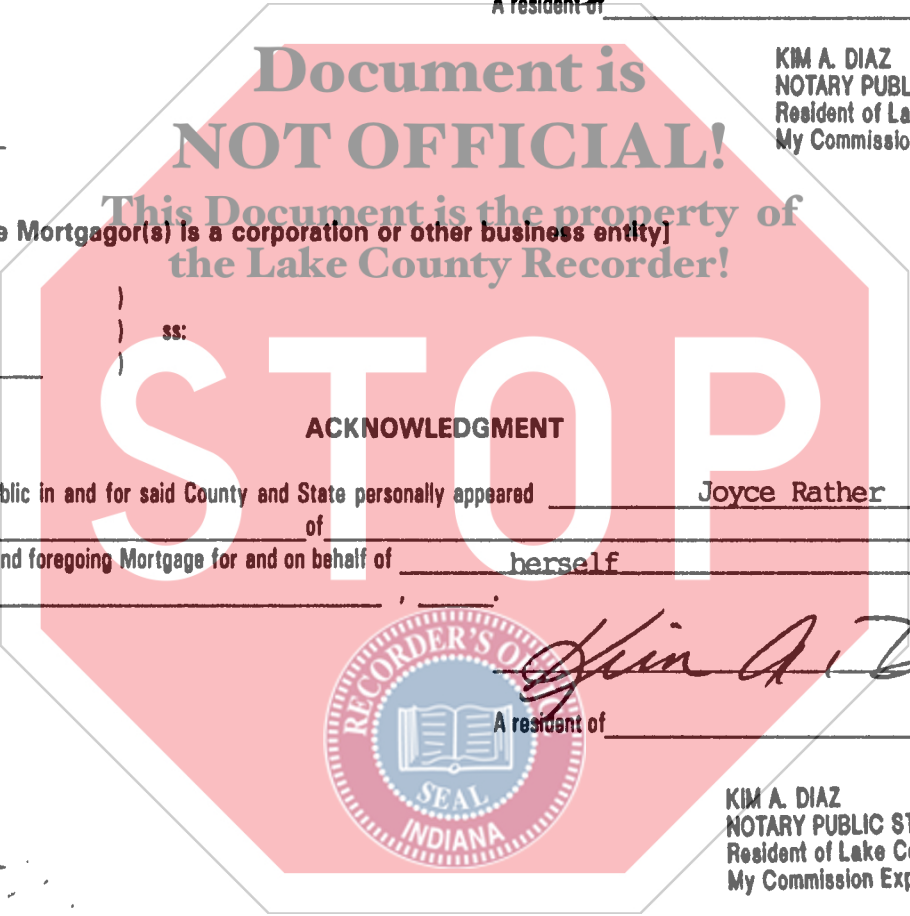 A resident of
KIM A. DIAZ
NOTARY PUBL
Resident of La
My Commissio
Document is
NOT OFFICIAL!
This Document is the property of
e Mortgagor(s) is a corporation or other business entity]
the Lake County Recorder!
)
) ss:
)
STOP
ACKNOWLEDGMENT
blic in and for said County and State personally appeared Joyce Rather
of
nd foregoing Mortgage for and on behalf of herself
, .
Kim A D
RECORDER'S OFFIC
SEAL
INDIANA
A resident of
KIM A. DIAZ
NOTARY PUBLIC ST
Resident of Lake Co
My Commission Exp